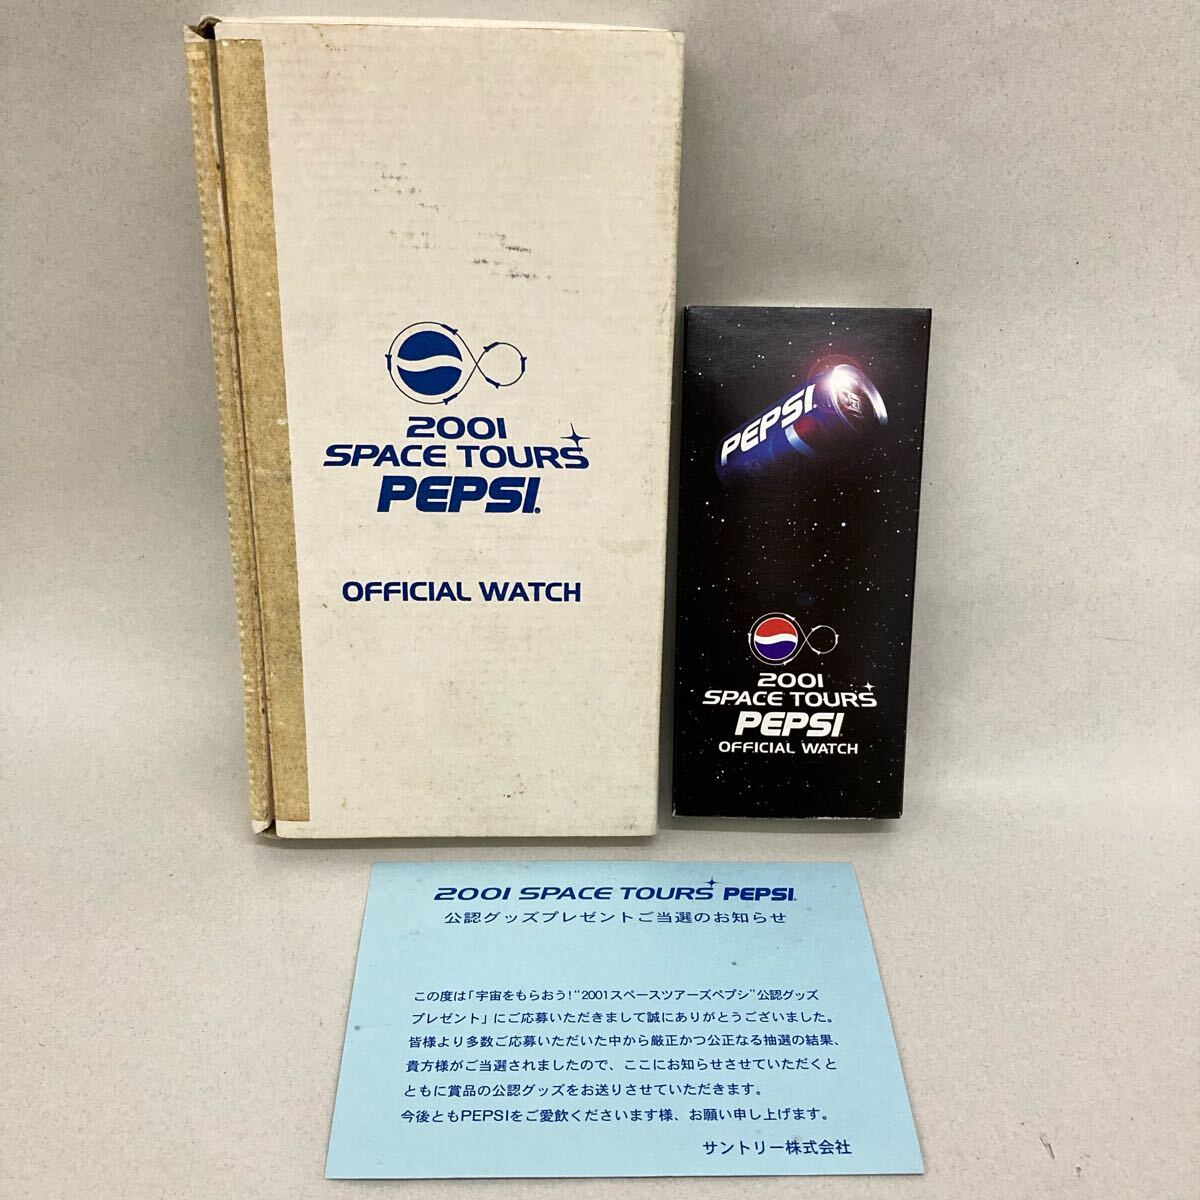 2001
SPACE TOURS
PEPSI.
OFFICIAL WATCH
PEPSI.
2001
SPACE TOURS
PEPSI.
OFFICIAL WATCH
2001 SPACE TOURS PEPSI.
公認グッズプレゼントご当選のお知らせ
この度は「宇宙をもらおう!“2001スペースツアーズペプシ”公認グッズ
プレゼント」にご応募いただきまして誠にありがとうございました。
皆様より多数ご応募いただいた中から厳正かつ公正なる抽選の結果、
貴方様がご当選されましたので、ここにお知らせさせていただくと
ともに賞品の公認グッズをお送りさせていただきます。
今後ともPEPSIをご愛飲くださいます様、お願い申し上げます。
サントリー株式会社